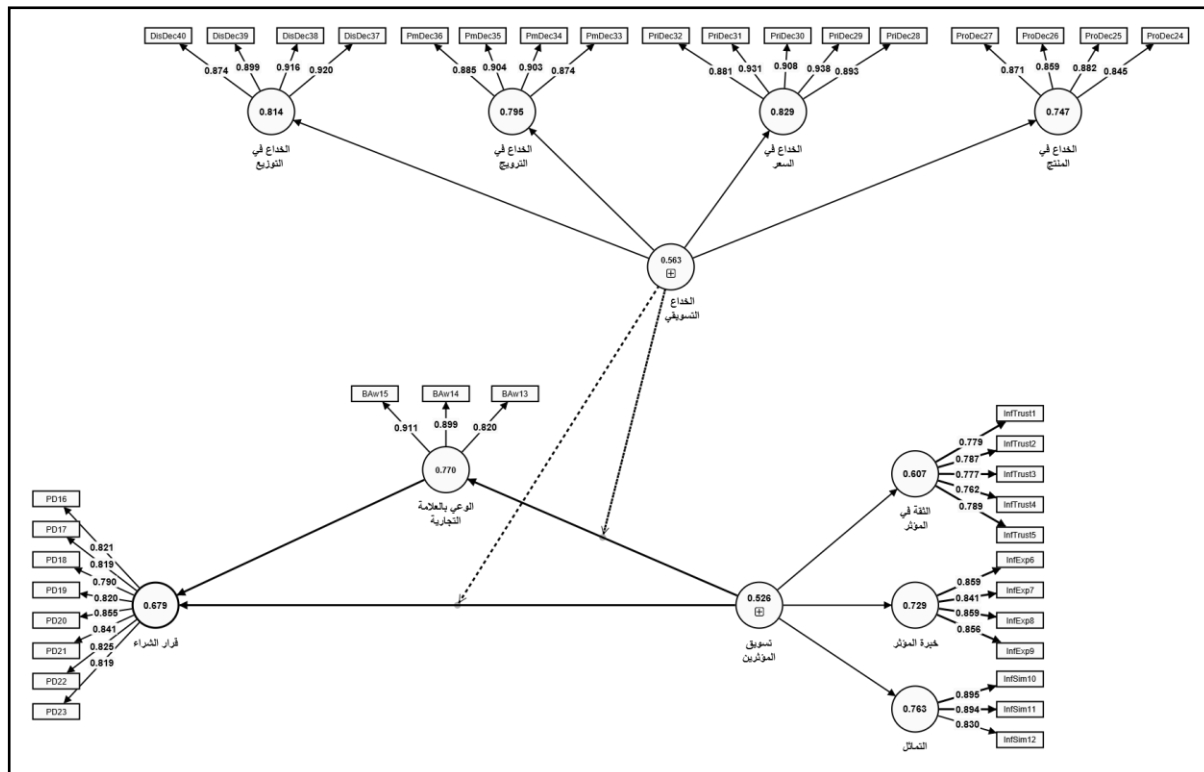 DisDec40
DisDec39
DisDec38
DisDec37
0.874
0.899
0.916
0.920
0.814
الخداع في
التوزيع
PmDec36
PmDec35
PmDec34
PmDec33
0.885
0.904
0.903
0.874
0.795
الخداع في
الترويج
PriDec32
PriDec31
PriDec30
PriDec29
PriDec28
0.881
0.931
0.908
0.938
0.893
0.829
الخداع في
السعر
ProDec27
ProDec26
ProDec25
ProDec24
0.871
0.859
0.882
0.845
0.747
الخداع في
المنتج
0.563
الخداع
التسويقي
BAw15
BAw14
BAw13
0.911
0.899
0.820
0.770
الوعي بالعلامة
التجارية
PD16
PD17
PD18
PD19
PD20
PD21
PD22
PD23
0.821
0.819
0.790
0.820
0.855
0.841
0.825
0.819
0.679
قرار الشراء
0.526
تسويق
المؤثرين
0.607
الثقة في
المؤثر
0.779
0.787
0.777
0.762
0.789
InfTrust1
InfTrust2
InfTrust3
InfTrust4
InfTrust5
0.729
خبرة المؤثر
0.859
0.841
0.859
0.856
InfExp6
InfExp7
InfExp8
InfExp9
0.763
التماثل
0.895
0.894
0.830
InfSim10
InfSim11
InfSim12